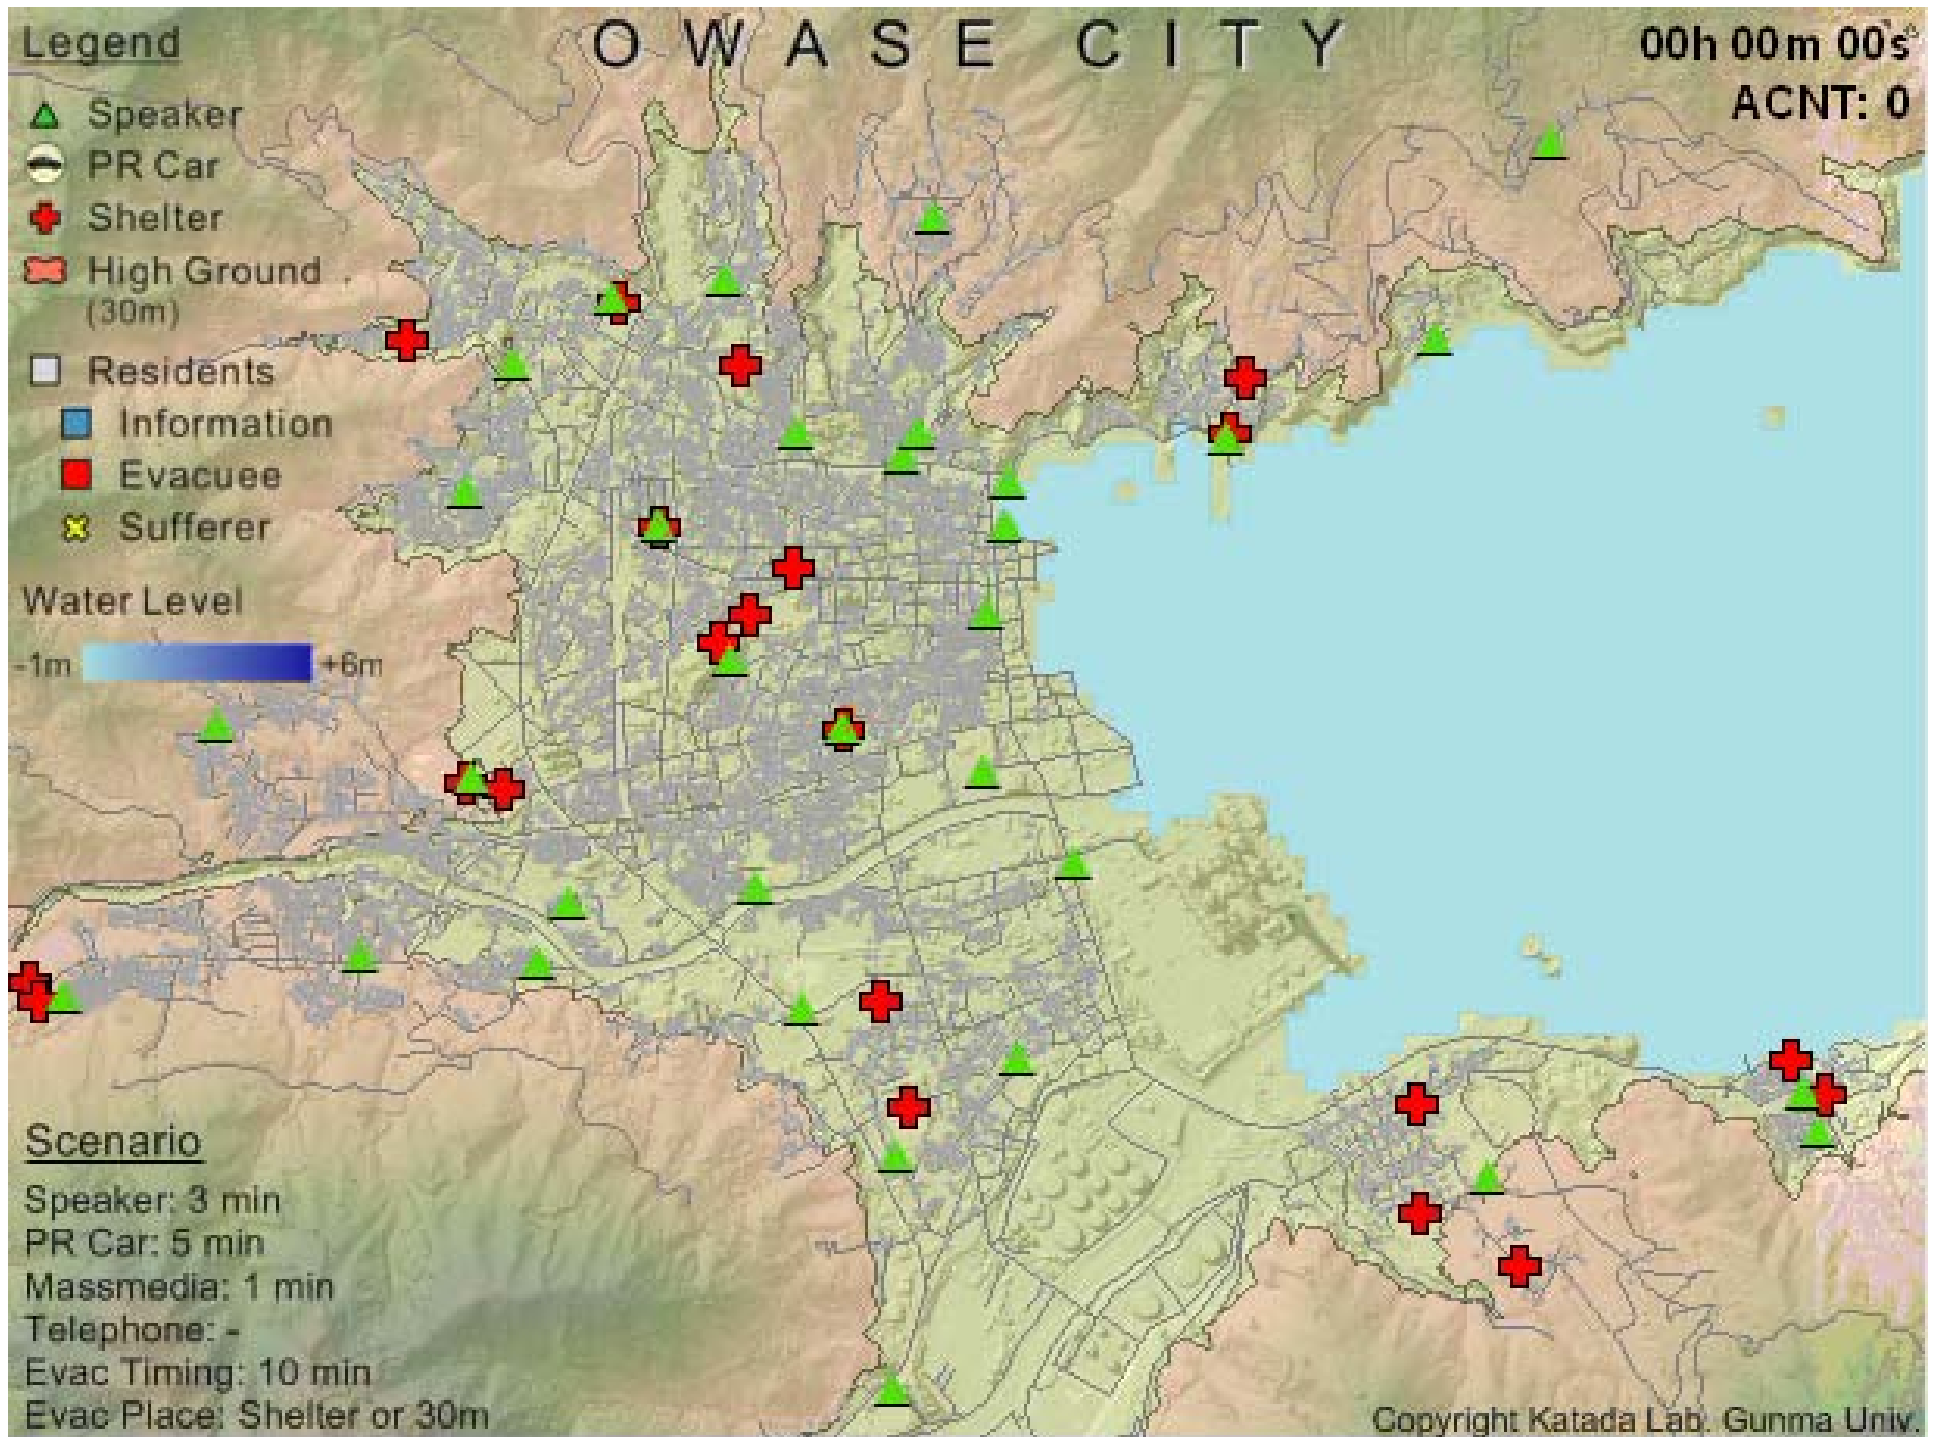 OWASE CITY
00h 00m 00s
ACNT: 0
Legend
Speaker
PR Car
Shelter
High Ground
(30m)
Residents
Information
Evacuee
Sufferer
Water Level
-1m +6m
Scenario
Speaker: 3 min
PR Car: 5 min
Massmedia: 1 min
Telephone: -
Evac Timing: 10 min
Evac Place: Shelter or 30m
Copyright Katada Lab. Gunma Univ.